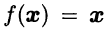 f(𝒙) = 𝒙